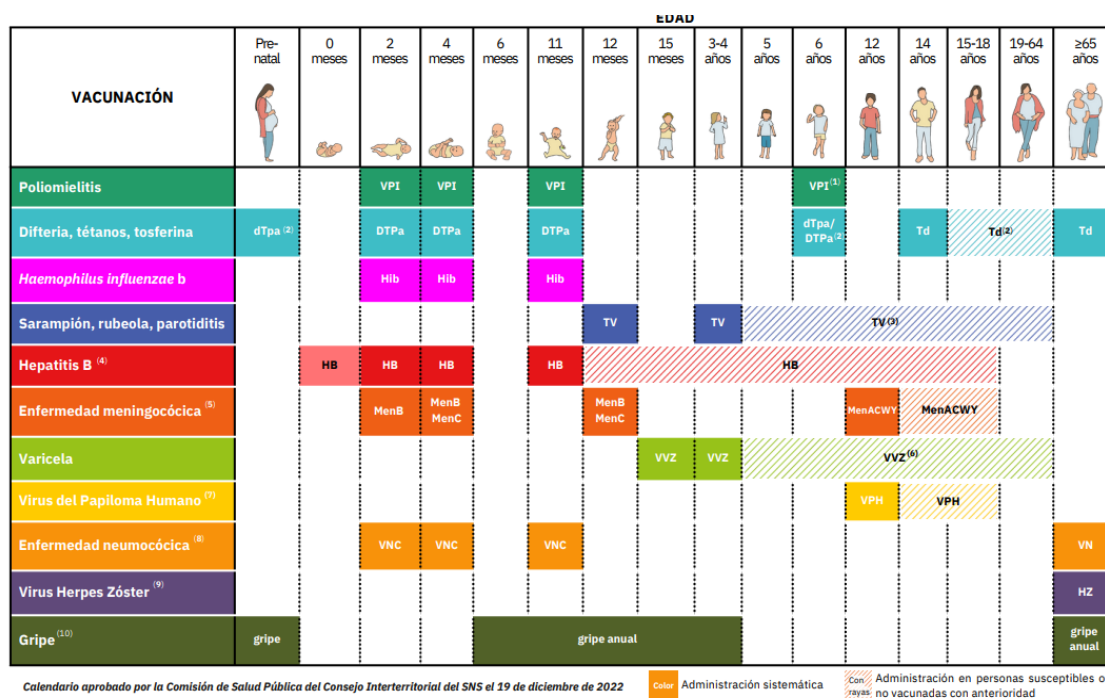 EDAD
VACUNACIÓN
Pre-
natal
0
meses
2
meses
4
meses
6
meses
11
meses
12
meses
15
meses
3-4
años
5
años
6
años
12
años
14
años
15-18
años
19-64
años
≥65
años
Poliomielitis
VPI
VPI
VPI
VPI(1)
Difteria, tétanos, tosferina
dTpa (2)
DTPa
DTPa
DTPa
dTpa/
DTPa(2)
Td
Td(2)
Td
Haemophilus influenzae b
Hib
Hib
Hib
Sarampión, rubeola, parotiditis
TV
TV
TV(3)
Hepatitis B (4)
HB
HB
HB
HB
HB
Enfermedad meningocócica (5)
MenB
MenB
MenC
MenB
MenC
MenACWY
MenACWY
Varicela
VVZ
VVZ
VVZ(6)
Virus del Papiloma Humano (7)
VPH
VPH
Enfermedad neumocócica (8)
VNC
VNC
VNC
VN
Virus Herpes Zóster (9)
HZ
Gripe (10)
gripe
gripe anual
gripe
anual
Calendario aprobado por la Comisión de Salud Pública del Consejo Interterritorial del SNS el 19 de diciembre de 2022
Color
Administración sistemática
Con
rayas
Administración en personas susceptibles o
no vacunadas con anterioridad